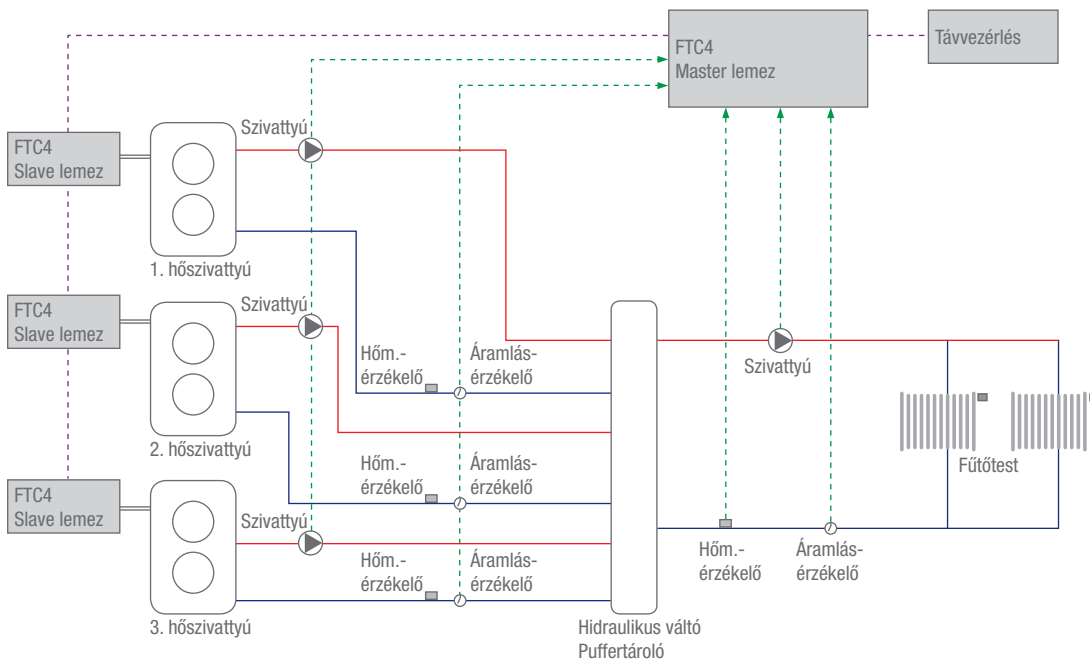 FTC4
Master lemez
Távvezérlés
FTC4
Slave lemez
Szivattyú
1. hőszivattyú
FTC4
Slave lemez
Szivattyú
Hőm.-
érzékelő
Áramlás-
érzékelő
Szivattyú
2. hőszivattyú
Fűtőtest
FTC4
Slave lemez
Hőm.-
érzékelő
Áramlás-
érzékelő
Szivattyú
Hőm.-
érzékelő
Áramlás-
érzékelő
Hőm.-
érzékelő
Áramlás-
érzékelő
3. hőszivattyú
Hidraulikus váltó
Puffertároló